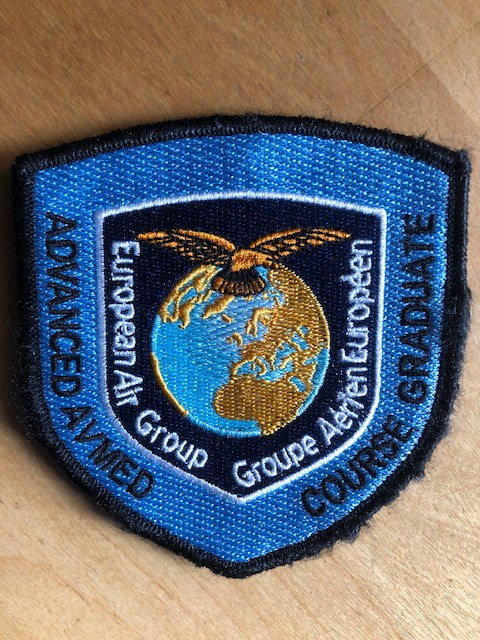 ADVANCED AVMED
COURSE GRADUATE
European Air Group
Groupe Aérien Européen